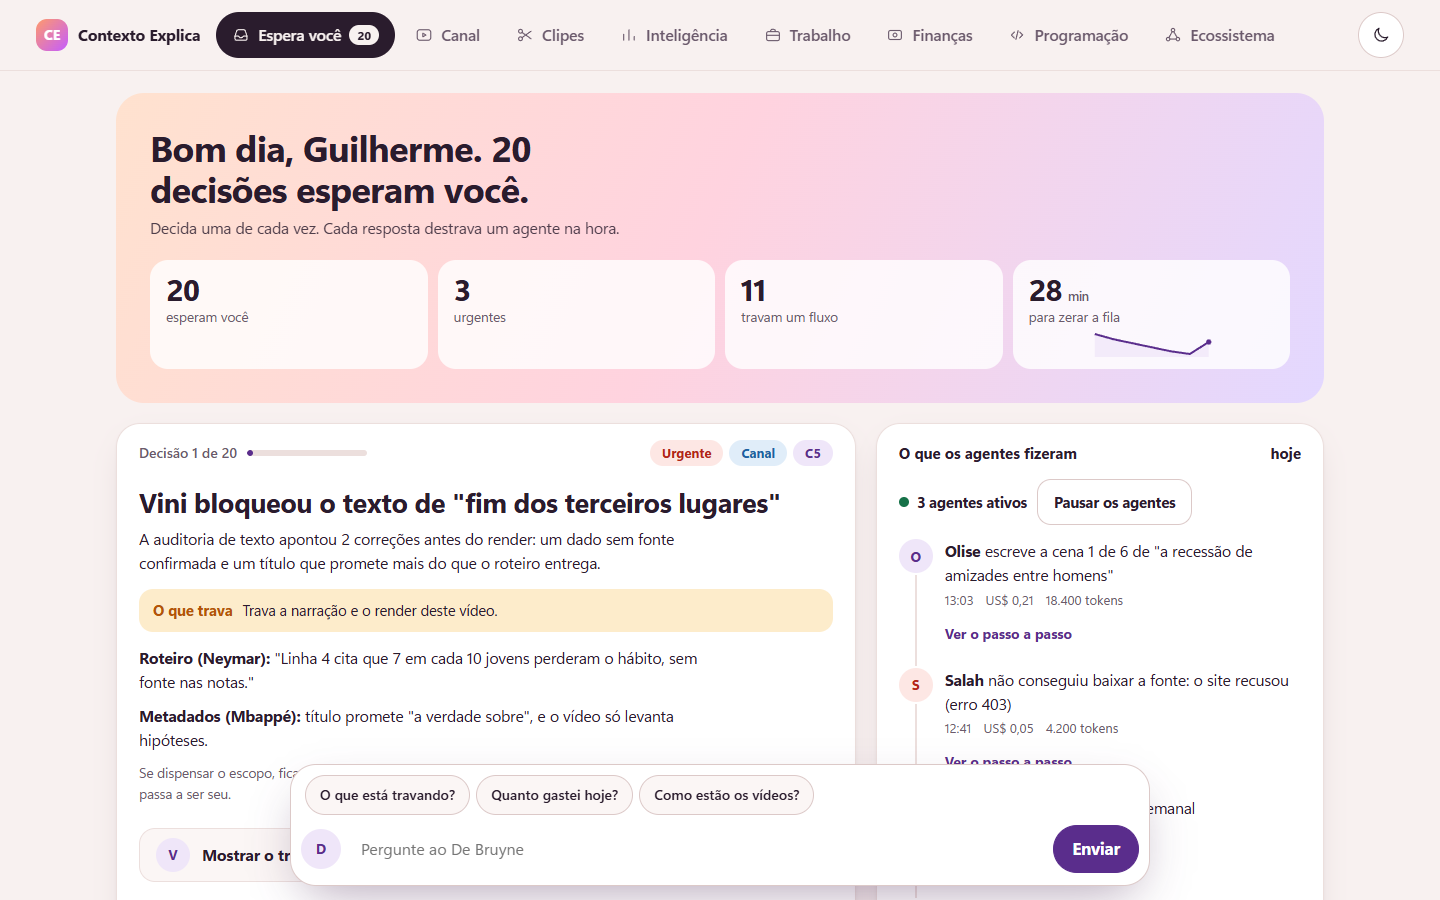 CE
Contexto Explica
Espera você 20
Canal
Clipes
Inteligência
Trabalho
Finanças
Programação
Ecossistema
Bom dia, Guilherme. 20
decisões esperam você.
Decida uma de cada vez. Cada resposta destrava um agente na hora.
20
esperam você
3
urgentes
11
travam um fluxo
28 min
para zerar a fila
Decisão 1 de 20
Urgente
Canal
C5
Vini bloqueou o texto de "fim dos terceiros lugares"
A auditoria de texto apontou 2 correções antes do render: um dado sem fonte
confirmada e um título que promete mais do que o roteiro entrega.
O que trava Trava a narração e o render deste vídeo.
Roteiro (Neymar): "Linha 4 cita que 7 em cada 10 jovens perderam o hábito, sem
fonte nas notas."
Metadados (Mbappé): título promete "a verdade sobre", e o vídeo só levanta
hipóteses.
Se dispensar o escopo,
passa a ser seu.
V
Mostrar o
O que os agentes fizeram
hoje
3 agentes ativos
Pausar os agentes
O
Olise escreve a cena 1 de 6 de "a recessão de
amizades entre homens"
13:03 US$ 0,21 18.400 tokens
Ver o passo a passo
S
Salah não conseguiu baixar a fonte: o site recusou
(erro 403)
12:41 US$ 0,05 4.200 tokens
Ver o passo a passo
O que está travando?
Quanto gastei hoje?
Como estão os vídeos?
D
Pergunte ao De Bruyne
Enviar